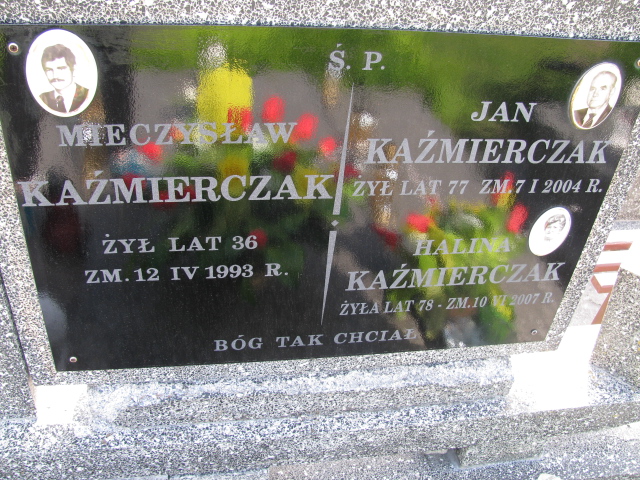 Ś. P.
MIECZYSŁAW
KAŹMIERCZAK
ŻYŁ LAT 36
ZM. 12 IV 1993 R.
JAN
KAŹMIERCZAK
ŻYŁ LAT 77 ZM. 7 I 2004 R.
HALINA
KAŹMIERCZAK
ŻYŁA LAT 78 - ZM. 10 VI 2007 R.
BÓG TAK CHCIAŁ